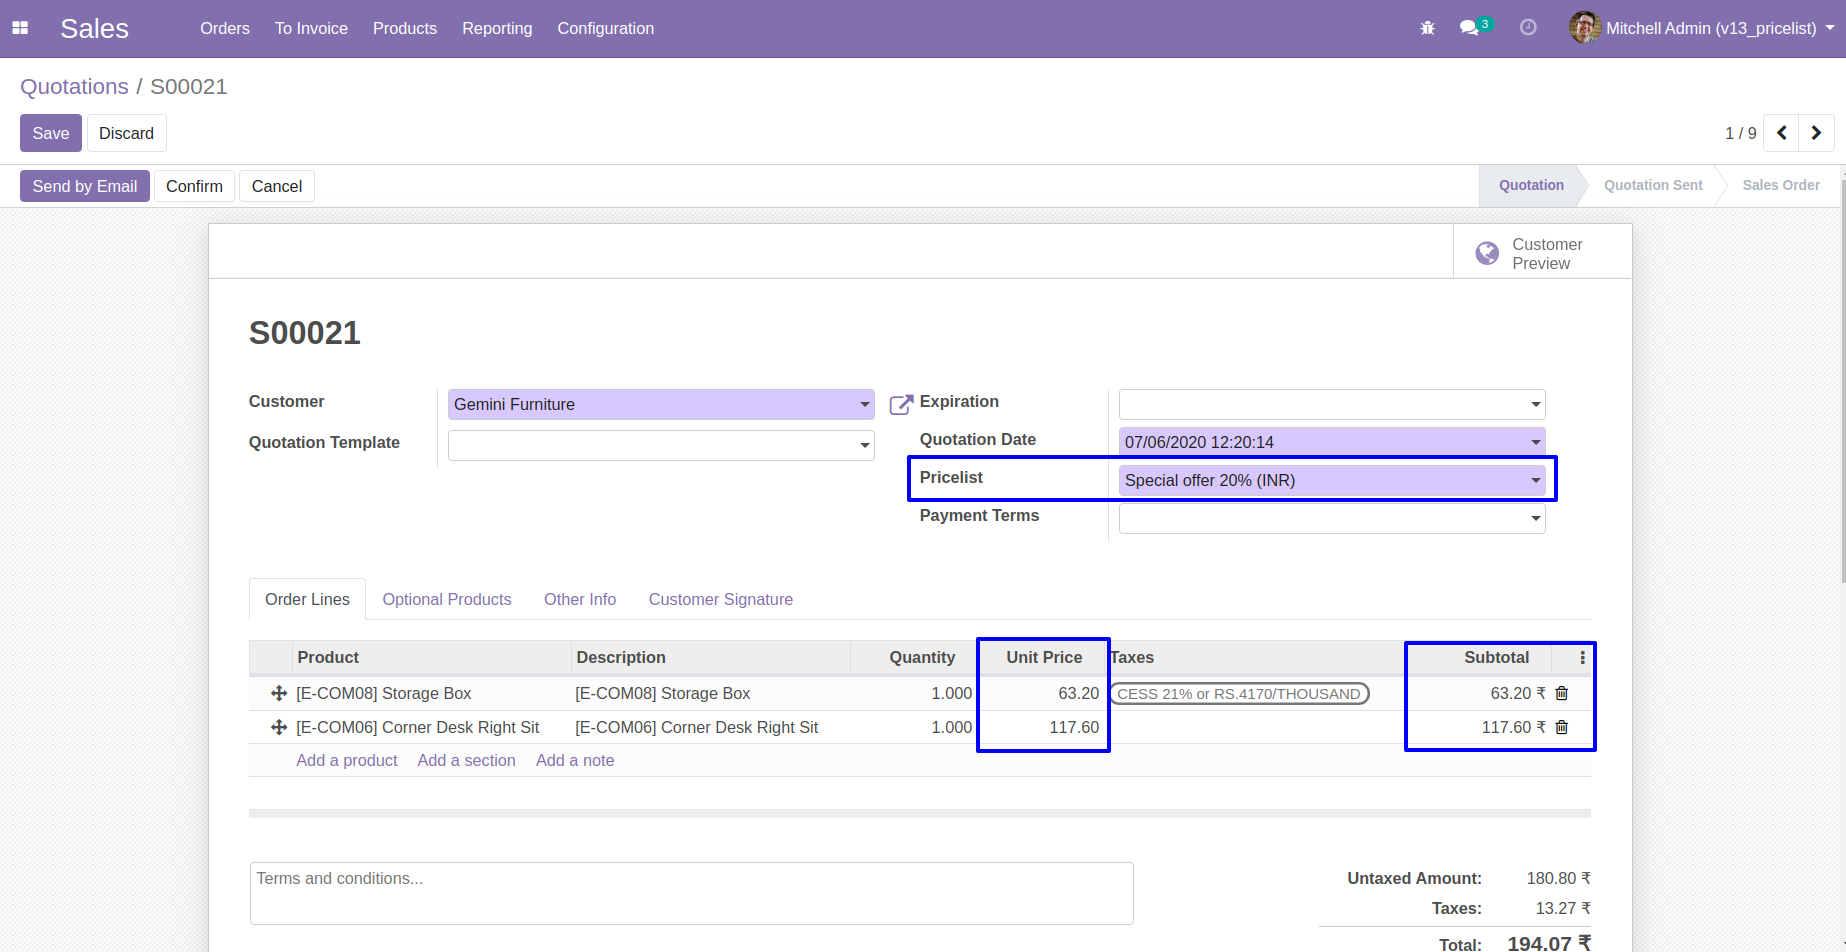 Sales Orders To Invoice Products Reporting Configuration 3 Mitchell Admin (v13_pricelist)
Quotations / S00021
Save Discard 1 / 9
Send by Email Confirm Cancel Quotation Quotation Sent Sales Order
Customer
Preview
S00021
Customer Gemini Furniture Expiration
Quotation Template Quotation Date 07/06/2020 12:20:14
Pricelist Special offer 20% (INR)
Payment Terms
Order Lines Optional Products Other Info Customer Signature
Product Description Quantity Unit Price Taxes Subtotal
[E-COM08] Storage Box [E-COM08] Storage Box 1.000 63.20 CESS 21% or RS.4170/THOUSAND 63.20 ₹
[E-COM06] Corner Desk Right Sit [E-COM06] Corner Desk Right Sit 1.000 117.60 117.60 ₹
Add a product Add a section Add a note
Terms and conditions... Untaxed Amount: 180.80 ₹
Taxes: 13.27 ₹
Total: 194.07 ₹